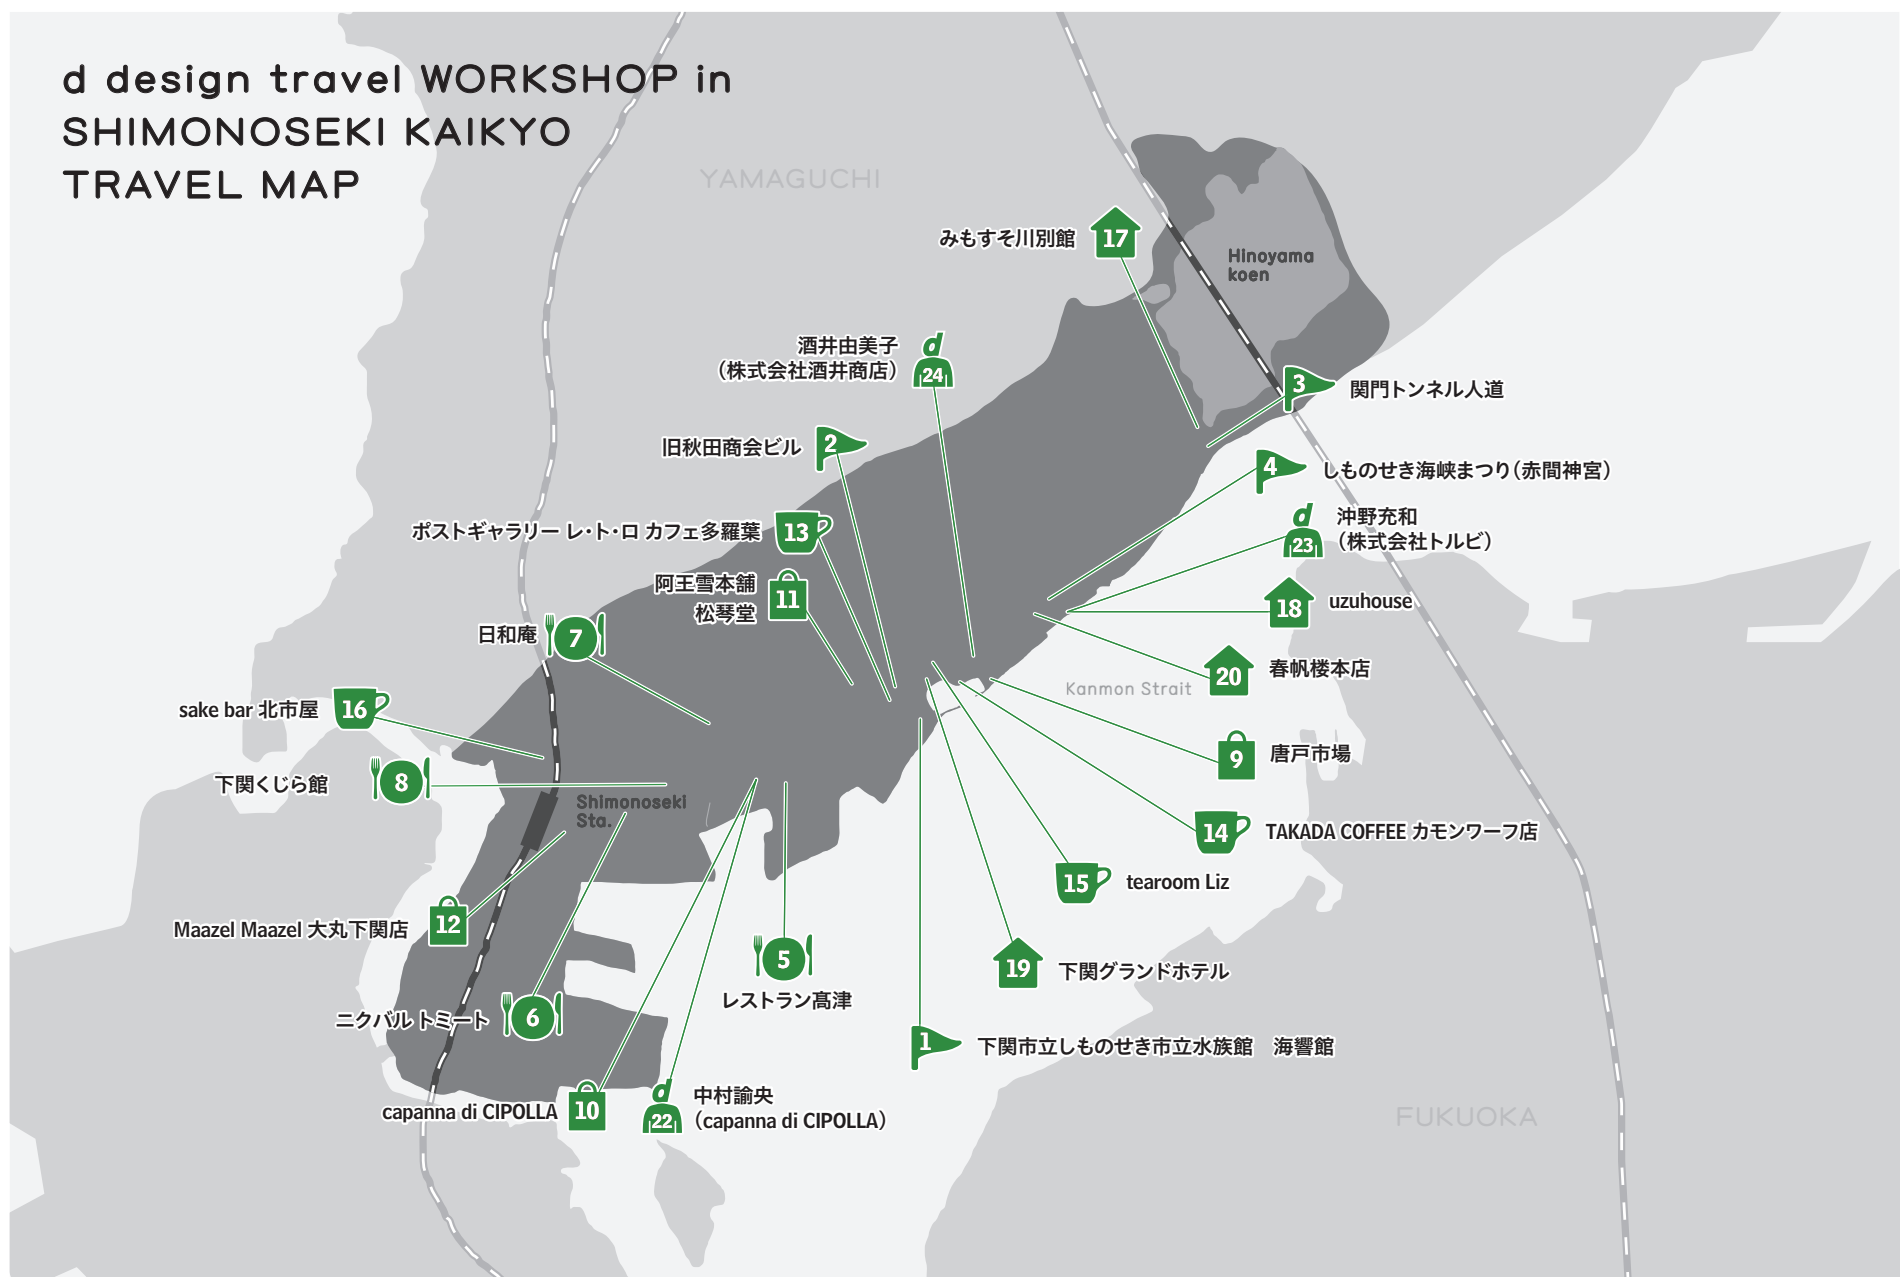 d design travel WORKSHOP in
SHIMONOSEKI KAIKYO
TRAVEL MAP
YAMAGUCHI
みもすそ川別館
17
Hinoyama
koen
酒井由美子
（株式会社酒井商店）
d
24
3
関門トンネル人道
旧秋田商会ビル
2
4
しものせき海峡まつり（赤間神宮）
ポストギャラリー レ・ト・ロ カフェ多羅葉
13
d
23
沖野充和
（株式会社トルビ）
阿王雪本舗
松琴堂
11
18
uzuhouse
日和庵
7
20
春帆楼本店
Kanmon Strait
sake bar 北市屋
16
9
唐戸市場
下関くじら館
8
Shimonoseki
Sta.
14
TAKADA COFFEE カモンワーフ店
15
tearoom Liz
Maazel Maazel 大丸下関店
12
5
レストラン髙津
19
下関グランドホテル
ニクバル トミート
6
1
下関市立しものせき市立水族館　海響館
capanna di CIPOLLA
10
d
22
中村諭央
（capanna di CIPOLLA）
FUKUOKA